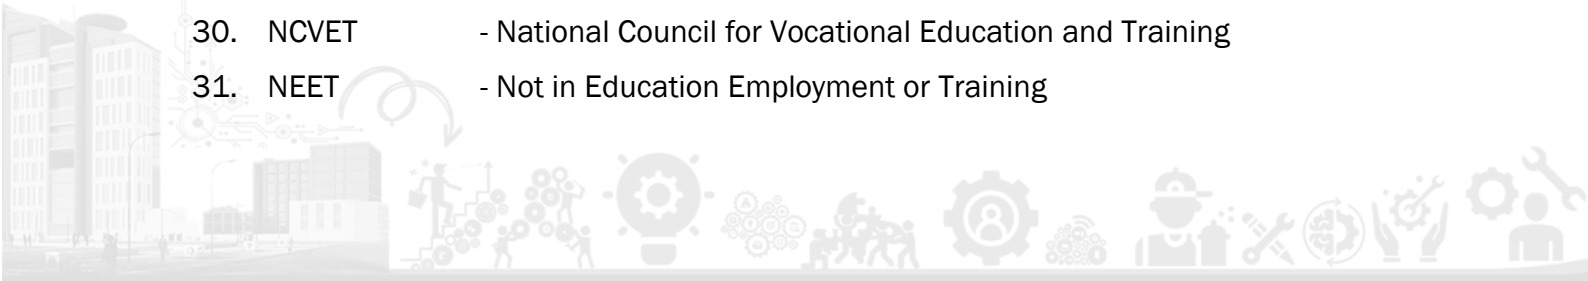 30. NCVET - National Council for Vocational Education and Training
31. NEET - Not in Education Employment or Training